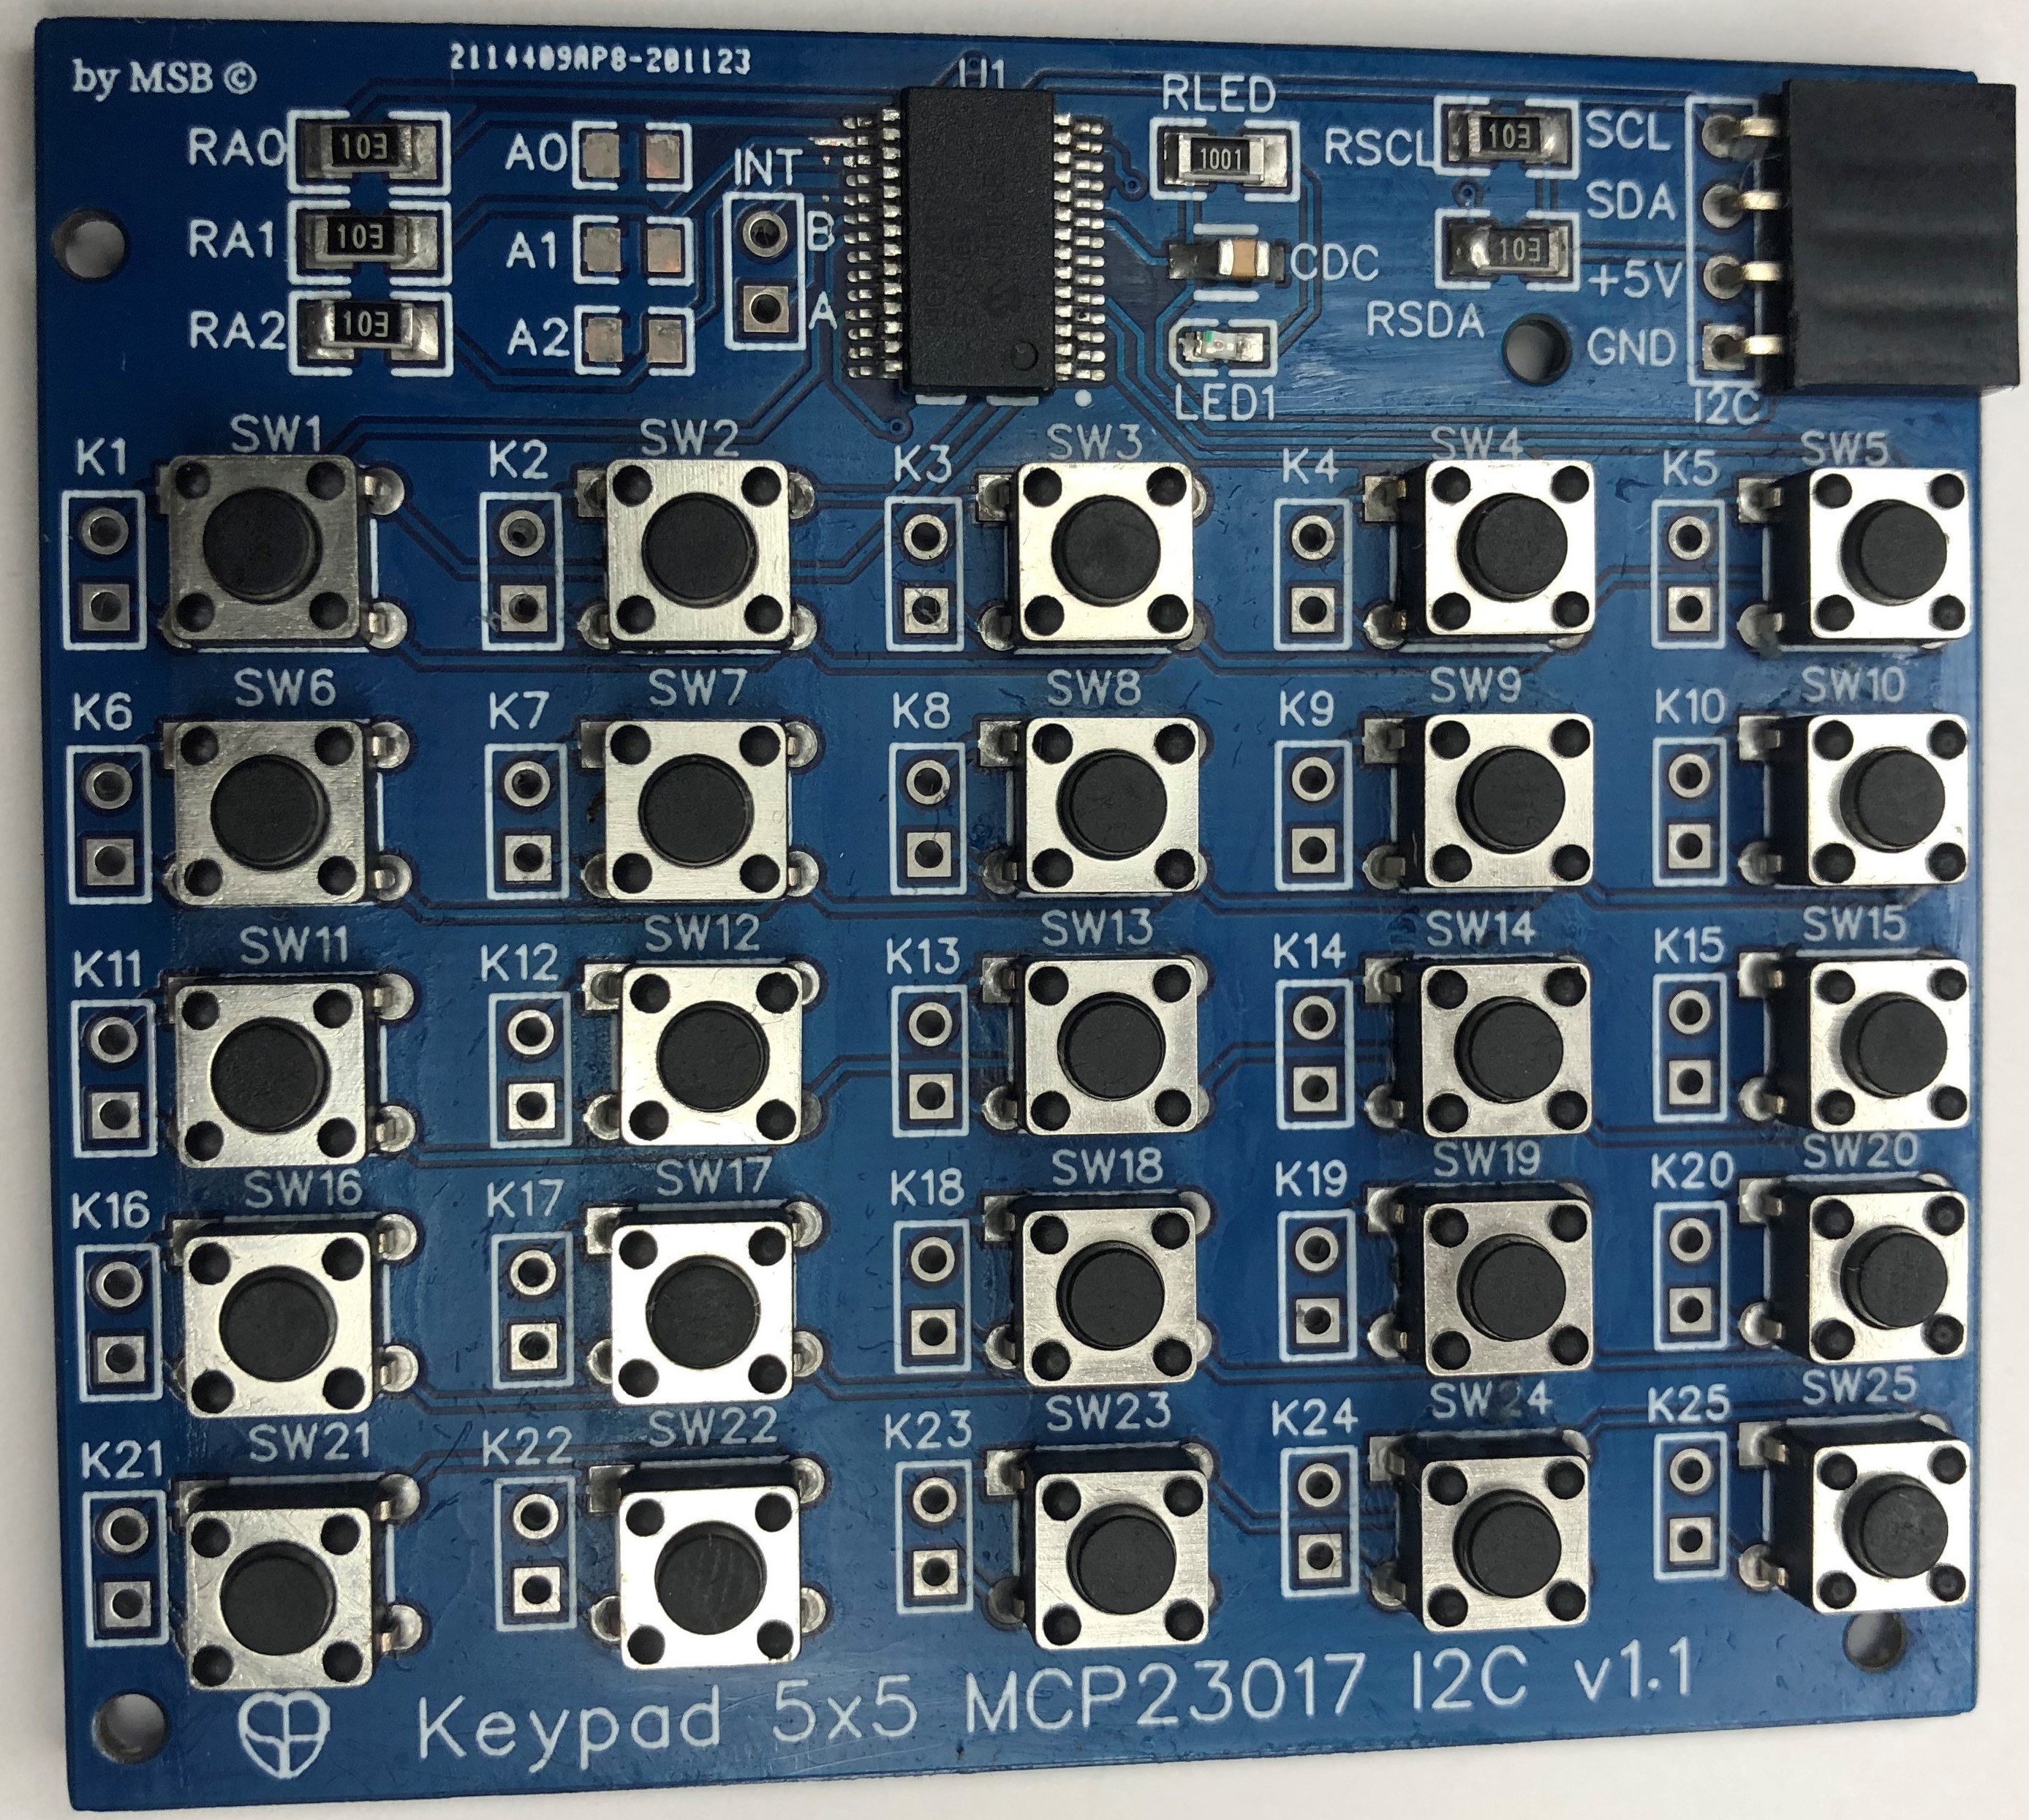 by MSB ©
2114409AP8-201123
U1
RLED
RA0
103
A0
INT
1001
RSCL
103
SCL
RA1
103
A1
B
CDC
103
SDA
RSDA
+5V
RA2
103
A2
A
LED1
GND
I2C
K1
SW1
K2
SW2
K3
SW3
K4
SW4
K5
SW5
K6
SW6
K7
SW7
K8
SW8
K9
SW9
K10
SW10
K11
SW11
K12
SW12
K13
SW13
K14
SW14
K15
SW15
K16
SW16
K17
SW17
K18
SW18
K19
SW19
K20
SW20
K21
SW21
K22
SW22
K23
SW23
K24
SW24
K25
SW25
Keypad 5x5 MCP23017 I2C v1.1